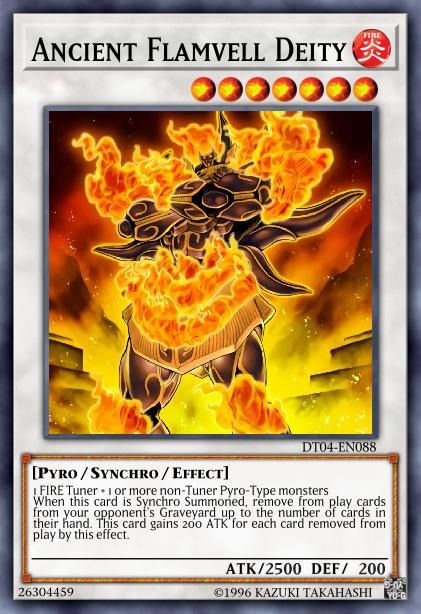 ANCIENT FLAMVELL DEITY
FIRE
炎
DT04-EN088
[PYRO / SYNCHRO / EFFECT]
1 FIRE Tuner + 1 or more non-Tuner Pyro-Type monsters
When this card is Synchro Summoned, remove from play cards
from your opponent's Graveyard up to the number of cards in
their hand. This card gains 200 ATK for each card removed from
play by this effect.
ATK/2500 DEF/ 200
26304459
©1996 KAZUKI TAKAHASHI